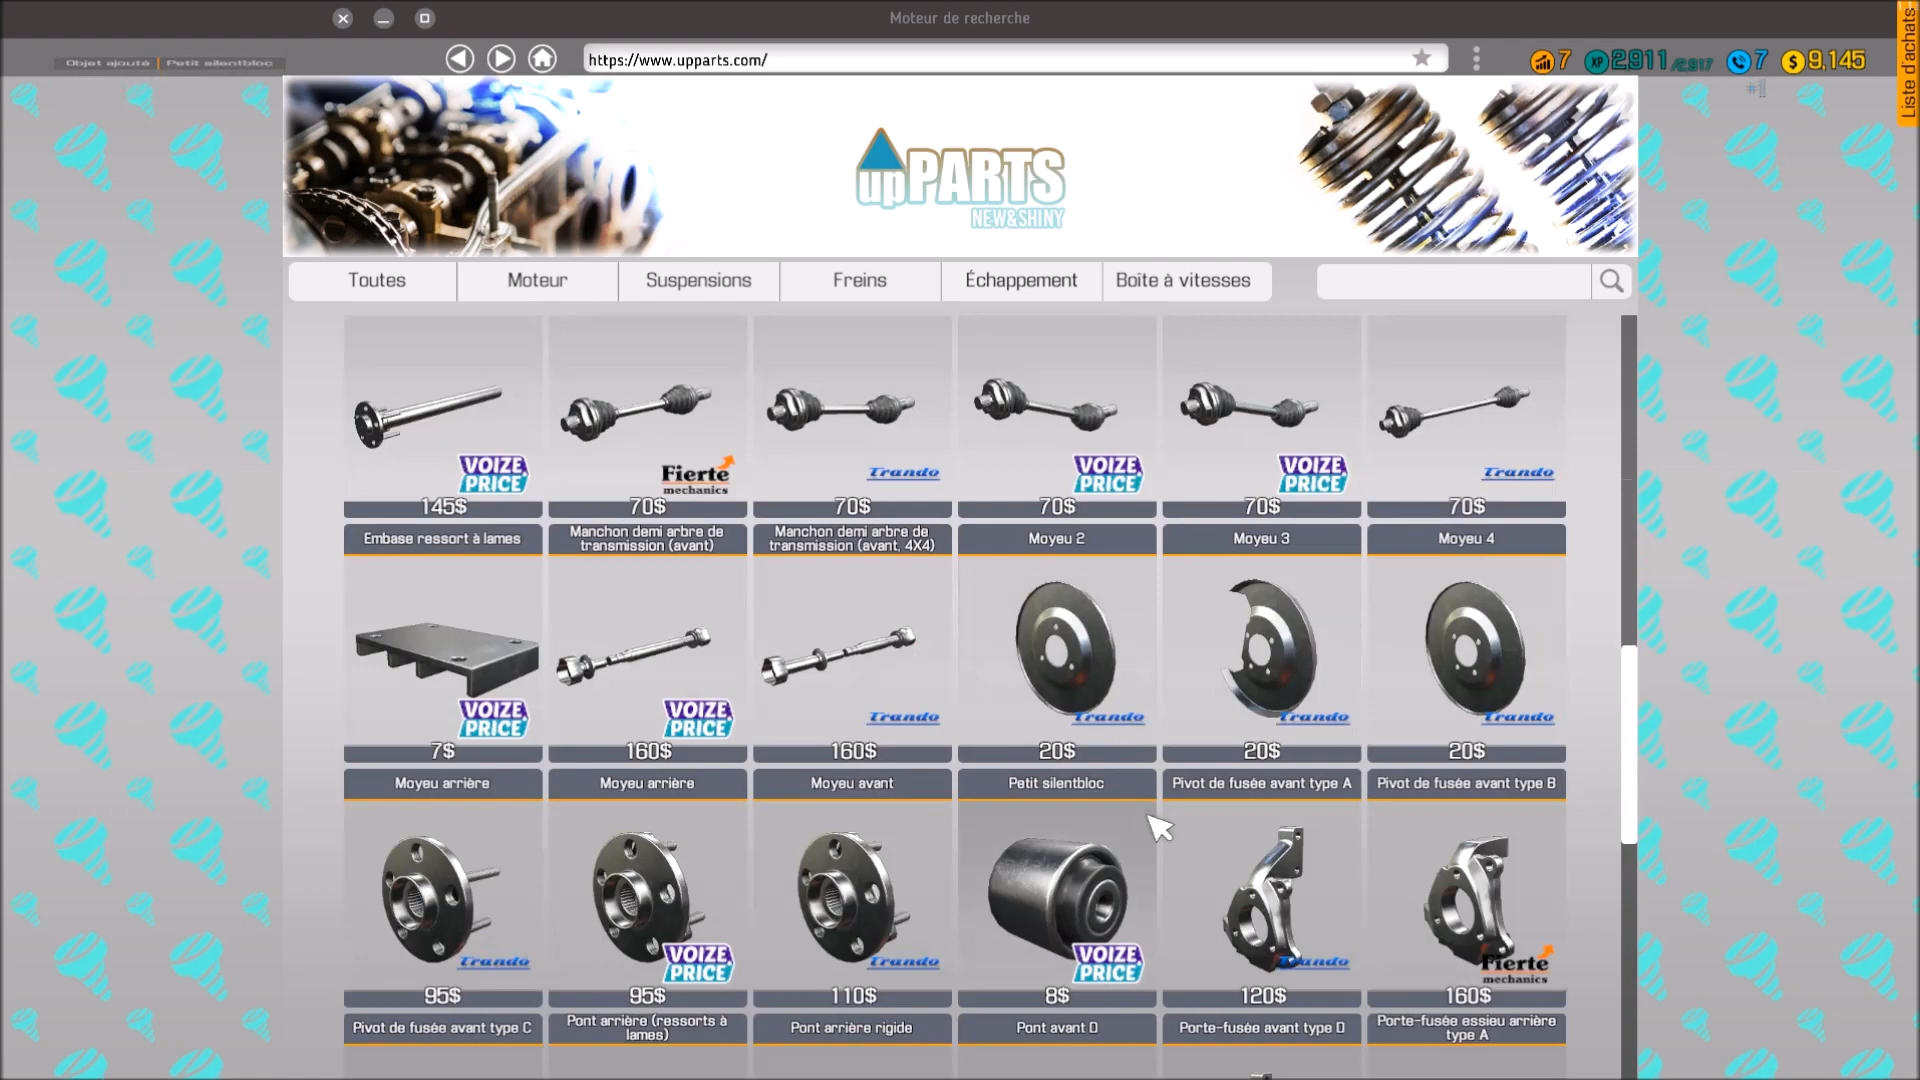 Moteur de recherche
Objet ajouté | Petit silentbloc
https://www.upparts.com/
7
XP 2,911 /2,917
7
$ 9,145
#1
Liste d'achats
upPARTS
NEW&SHINY
Toutes
Moteur
Suspensions
Freins
Échappement
Boîte à vitesses
VOIZE PRICE
Fierté mechanics
Trando
VOIZE PRICE
VOIZE PRICE
Trando
145$
70$
70$
70$
70$
70$
Embase ressort à lames
Manchon demi arbre de transmission (avant)
Manchon demi arbre de transmission (avant, 4X4)
Moyeu 2
Moyeu 3
Moyeu 4
VOIZE PRICE
VOIZE PRICE
Trando
Trando
Trando
Trando
7$
160$
160$
20$
20$
20$
Moyeu arrière
Moyeu arrière
Moyeu avant
Petit silentbloc
Pivot de fusée avant type A
Pivot de fusée avant type B
Trando
VOIZE PRICE
Trando
VOIZE PRICE
Trando
Fierte mechanics
95$
95$
110$
8$
120$
160$
Pivot de fusée avant type C
Pont arrière (ressorts à lames)
Pont arrière rigide
Pont avant D
Porte-fusée avant type D
Porte-fusée essieu arrière type A